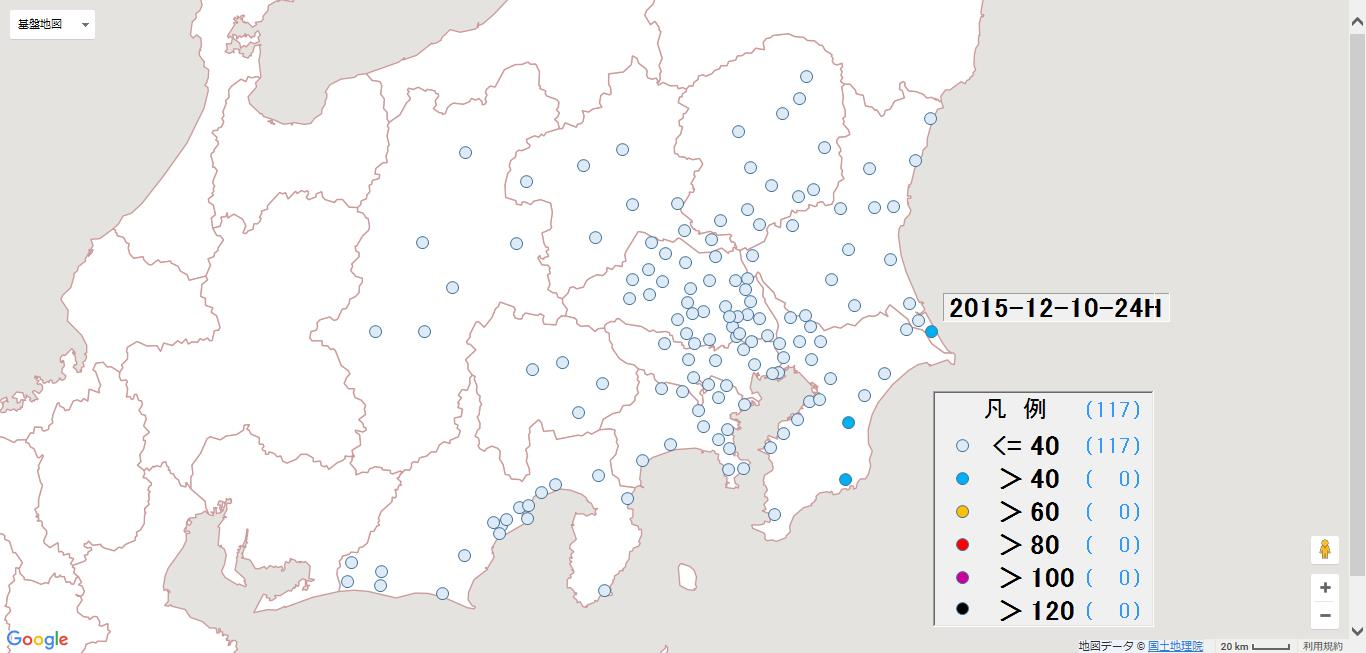 基盤地図
2015-12-10-24H
凡 例 (117)
<= 40 (117)
> 40 ( 0)
> 60 ( 0)
> 80 ( 0)
> 100 ( 0)
> 120 ( 0)
Google
地図データ © 国土地理院 20 km 利用規約